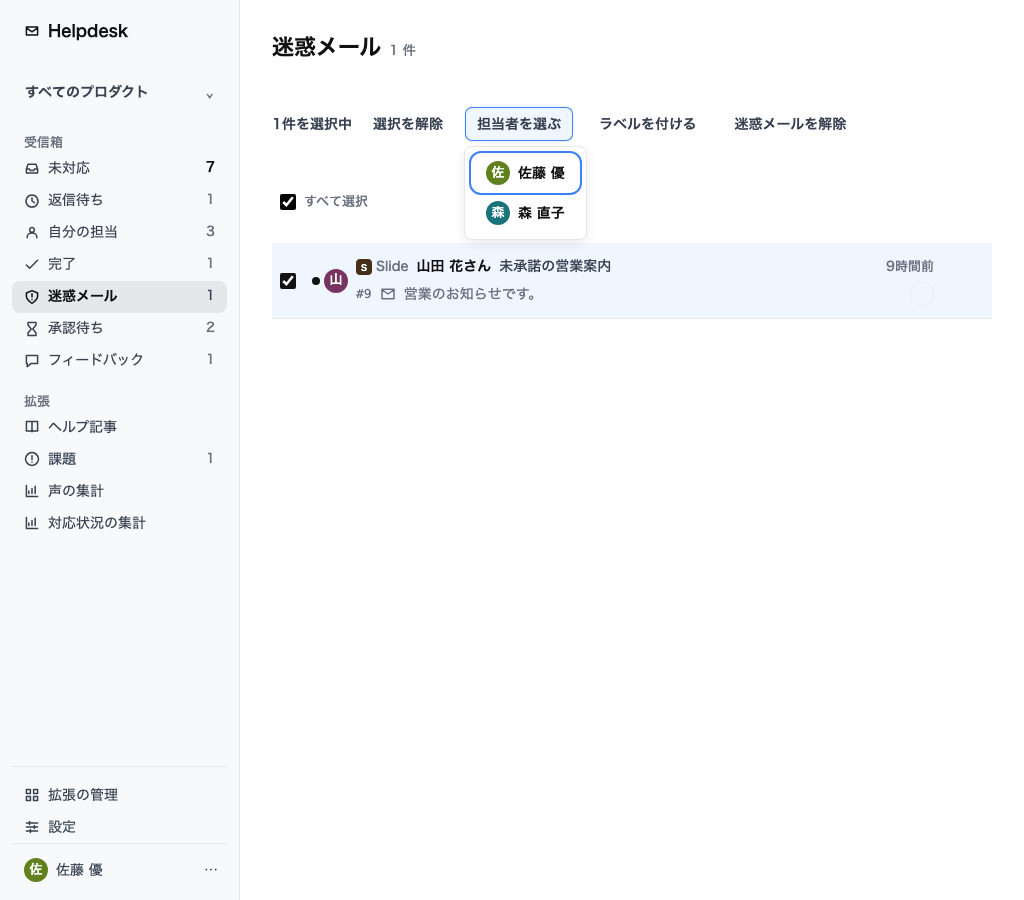 Helpdesk
すべてのプロダクト
受信箱
未対応 7
返信待ち 1
自分の担当 3
完了 1
迷惑メール 1
承認待ち 2
フィードバック 1
拡張
ヘルプ記事
課題 1
声の集計
対応状況の集計
拡張の管理
設定
佐 佐藤 優 ...
迷惑メール 1 件
1件を選択中 選択を解除 担当者を選ぶ ラベルを付ける 迷惑メールを解除
佐 佐藤 優
森 森 直子
すべて選択
山 S Slide 山田 花さん 未承諾の営業案内 9時間前
#9 営業のお知らせです。